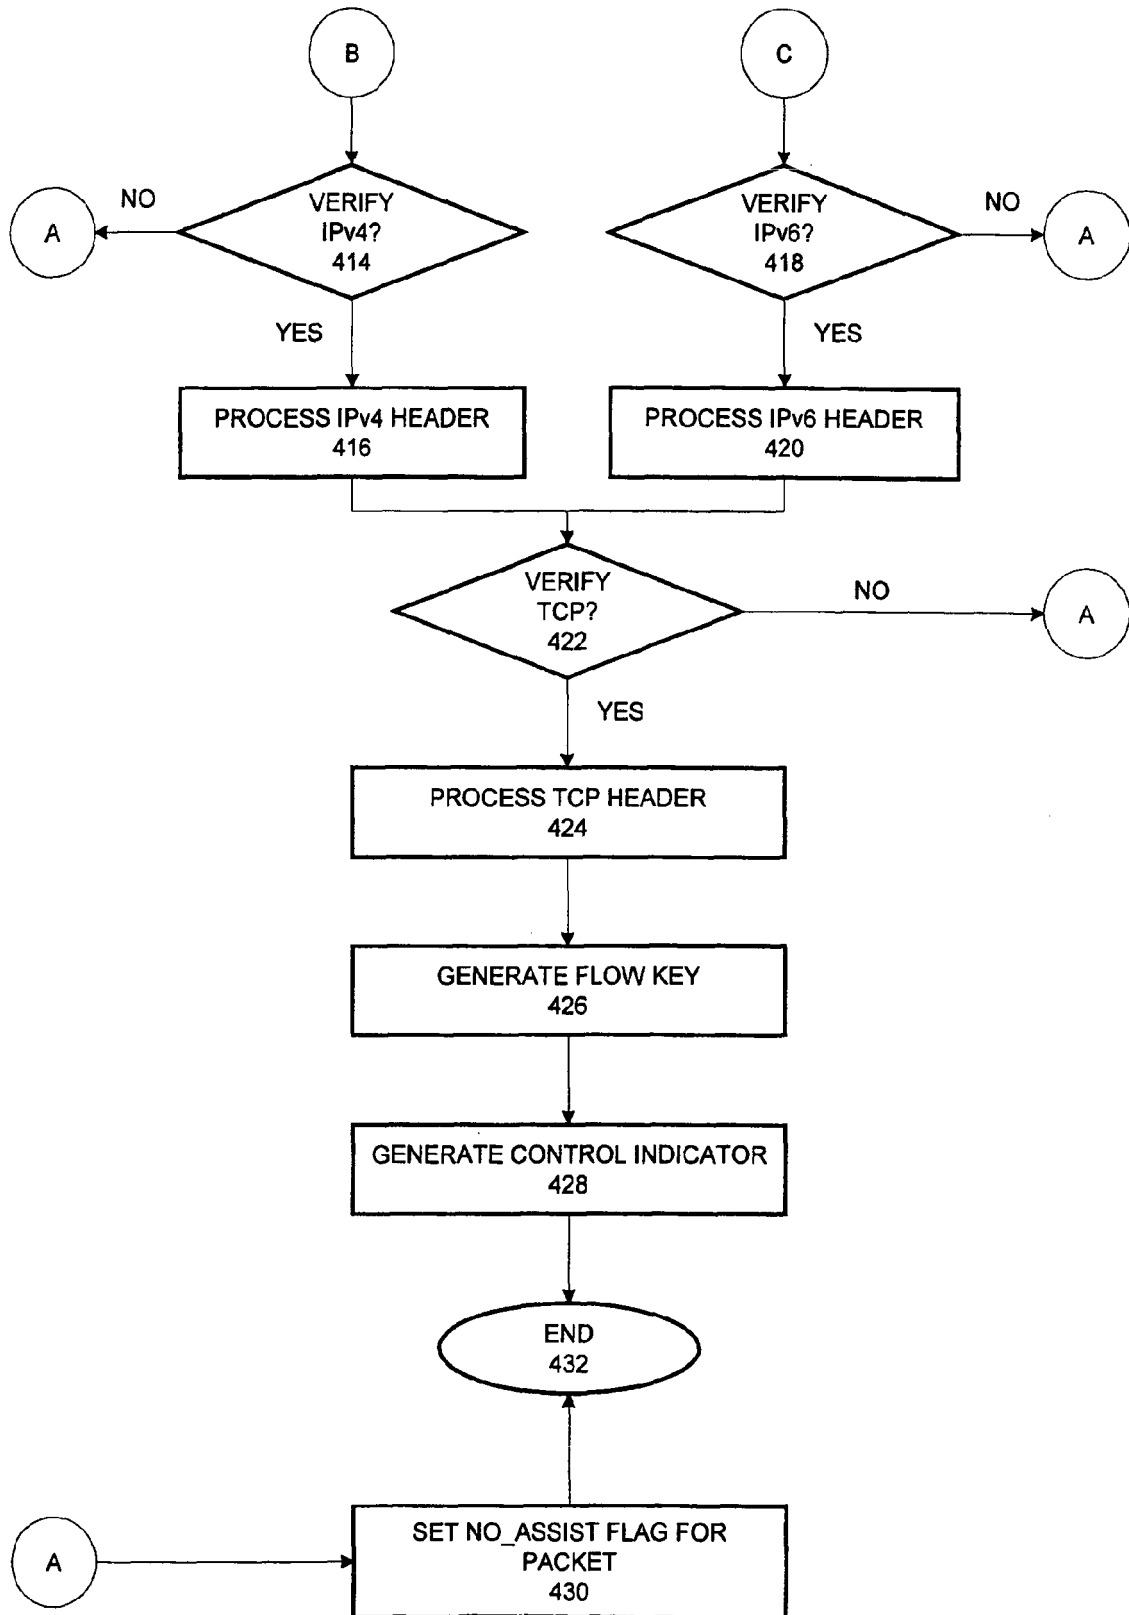 B
C
VERIFY
IPv4?
414
NO
A
VERIFY
IPv6?
418
NO
A
YES
YES
PROCESS IPv4 HEADER
416
PROCESS IPv6 HEADER
420
VERIFY
TCP?
422
NO
A
YES
PROCESS TCP HEADER
424
GENERATE FLOW KEY
426
GENERATE CONTROL INDICATOR
428
END
432
A
SET NO_ASSIST FLAG FOR
PACKET
430